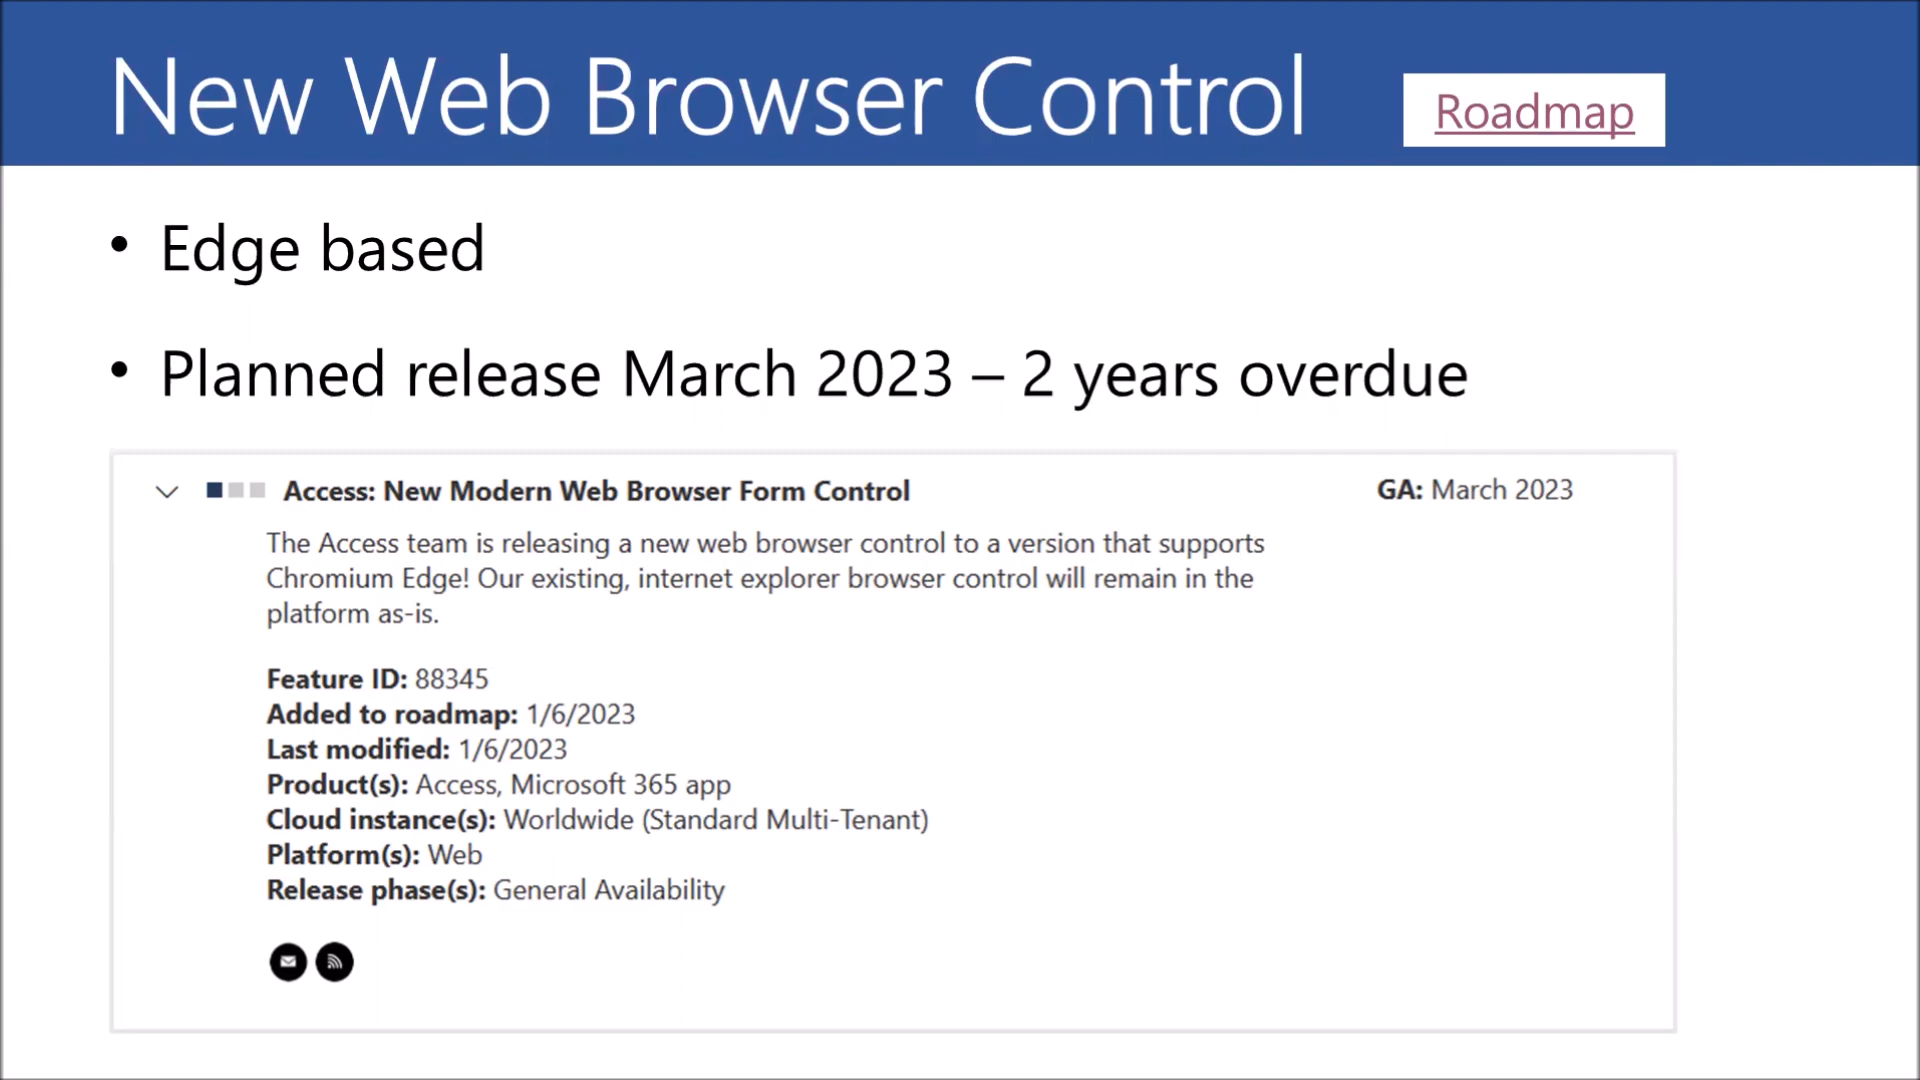 New Web Browser Control
Roadmap
• Edge based
• Planned release March 2023 – 2 years overdue
Access: New Modern Web Browser Form Control
GA: March 2023
The Access team is releasing a new web browser control to a version that supports
Chromium Edge! Our existing, internet explorer browser control will remain in the
platform as-is.
Feature ID: 88345
Added to roadmap: 1/6/2023
Last modified: 1/6/2023
Product(s): Access, Microsoft 365 app
Cloud instance(s): Worldwide (Standard Multi-Tenant)
Platform(s): Web
Release phase(s): General Availability